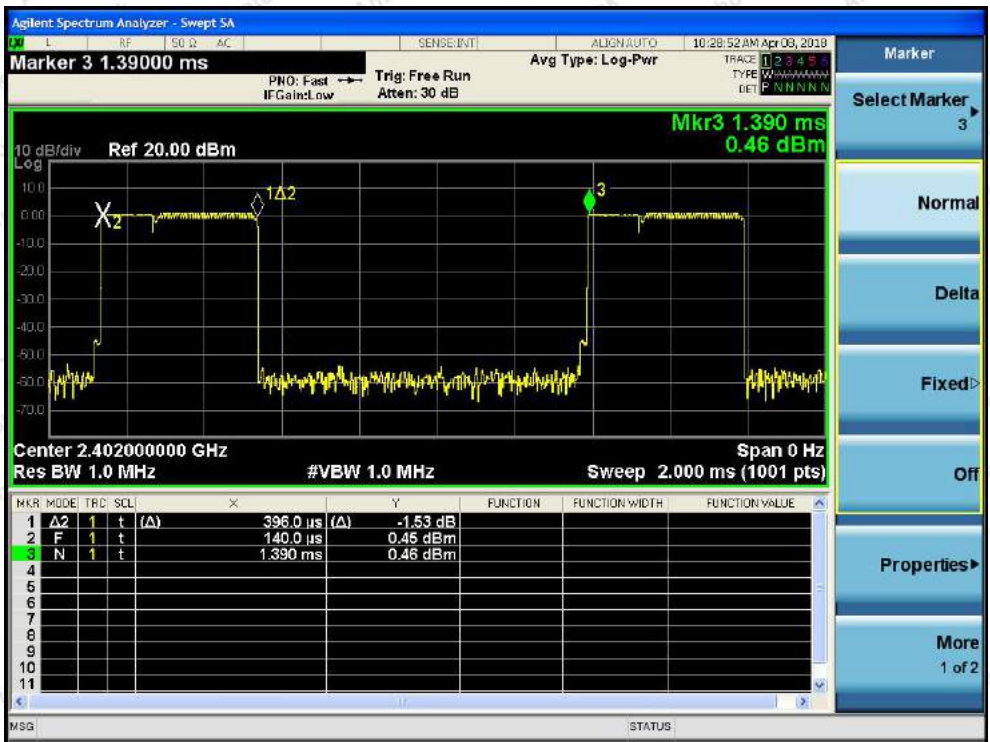 Agilent Spectrum Analyzer - Swept SA
L RF 50 Ω AC SENSE:INT ALIGN AUTO 10:28:52 AM Apr 03, 2018
Marker 3 1.39000 ms
PNO: Fast
IFGain:Low
Trig: Free Run
Atten: 30 dB
Avg Type: Log-Pwr
TRACE 1 2 3 4 5 6
TYPE
DET P N N N N N
Mkr3 1.390 ms
0.46 dBm
10 dB/div Ref 20.00 dBm
Log
10.0
0.00
-10.0
-20.0
-30.0
-40.0
-50.0
-60.0
-70.0
2
1Δ2
3
Center 2.402000000 GHz Span 0 Hz
Res BW 1.0 MHz #VBW 1.0 MHz Sweep 2.000 ms (1001 pts)
MKR MODE TRC SCL X Y FUNCTION FUNCTION WIDTH FUNCTION VALUE
1 Δ2 1 t (Δ) 396.0 µs (Δ) -1.53 dB
2 F 1 t 140.0 µs 0.45 dBm
3 N 1 t 1.390 ms 0.46 dBm
4
5
6
7
8
9
10
11
MSG STATUS
Marker
Select Marker
3
Normal
Delta
Fixed
Off
Properties
More
1 of 2